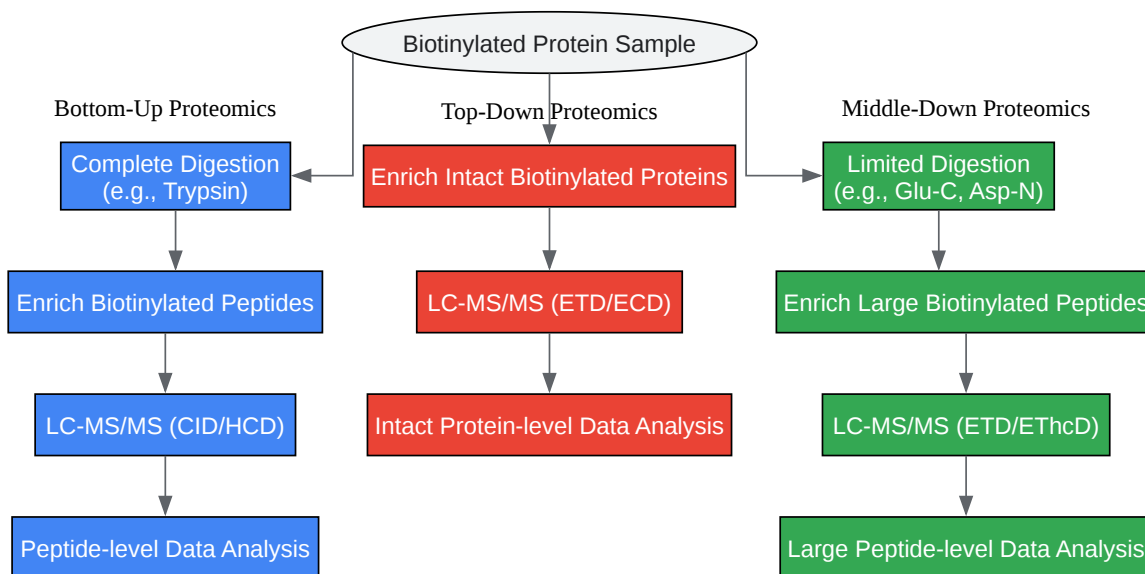 Biotinylated Protein Sample
Bottom-Up Proteomics
Complete Digestion
(e.g., Trypsin)
Enrich Biotinylated Peptides
LC-MS/MS (CID/HCD)
Peptide-level Data Analysis
Top-Down Proteomics
Enrich Intact Biotinylated Proteins
LC-MS/MS (ETD/ECD)
Intact Protein-level Data Analysis
Middle-Down Proteomics
Limited Digestion
(e.g., Glu-C, Asp-N)
Enrich Large Biotinylated Peptides
LC-MS/MS (ETD/EThcD)
Large Peptide-level Data Analysis